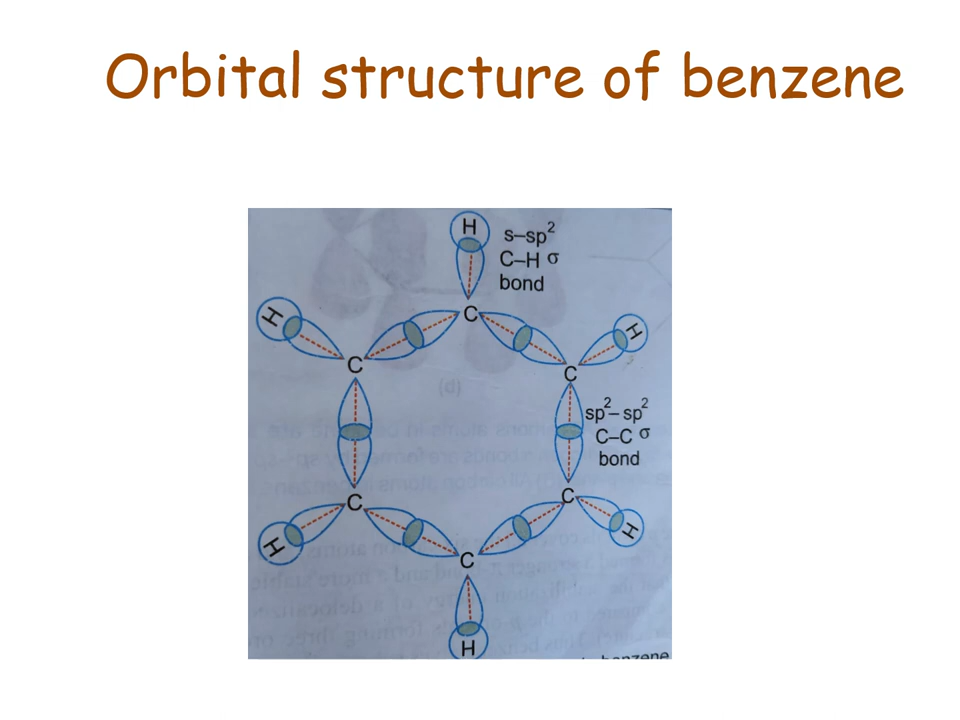 Orbital structure of benzene
H
s–sp²
C–H σ
bond
H
C
H
C
C
sp²– sp²
C–C σ
bond
C
C
H
H
C
H
benzene